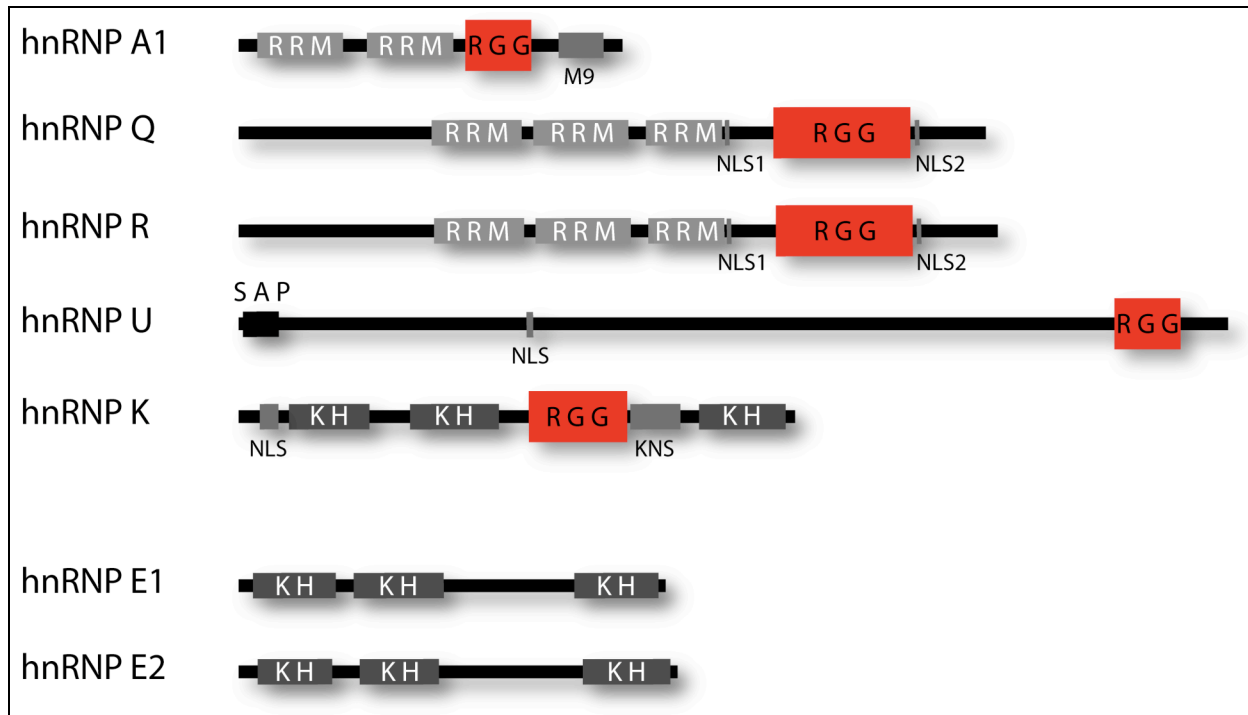 hnRNP A1
RRM RRM RGG
M9
hnRNP Q
RRM RRM RRM RGG
NLS1 NLS2
hnRNP R
RRM RRM RRM RGG
NLS1 NLS2
SAP
hnRNP U
RGG
NLS
hnRNP K
KH KH RGG KH
NLS KNS
hnRNP E1
KH KH KH
hnRNP E2
KH KH KH